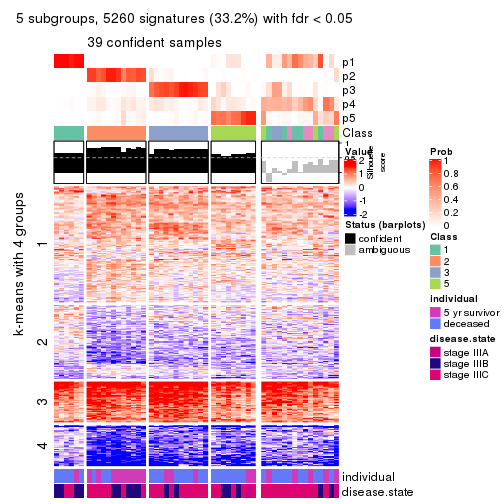 5 subgroups, 5260 signatures (33.2%) with fdr < 0.05
39 confident samples
p1
p2
p3
p4
p5
Class
1
Value
2
1
0
-1
-2
Silhouette
score
Prob
1
0.8
0.6
0.4
0.2
0
Status (barplots)
confident
ambiguous
Class
1
2
3
5
individual
5 yr survivor
deceased
disease.state
stage IIIA
stage IIIB
stage IIIC
k-means with 4 groups
1
2
3
4
individual
disease.state